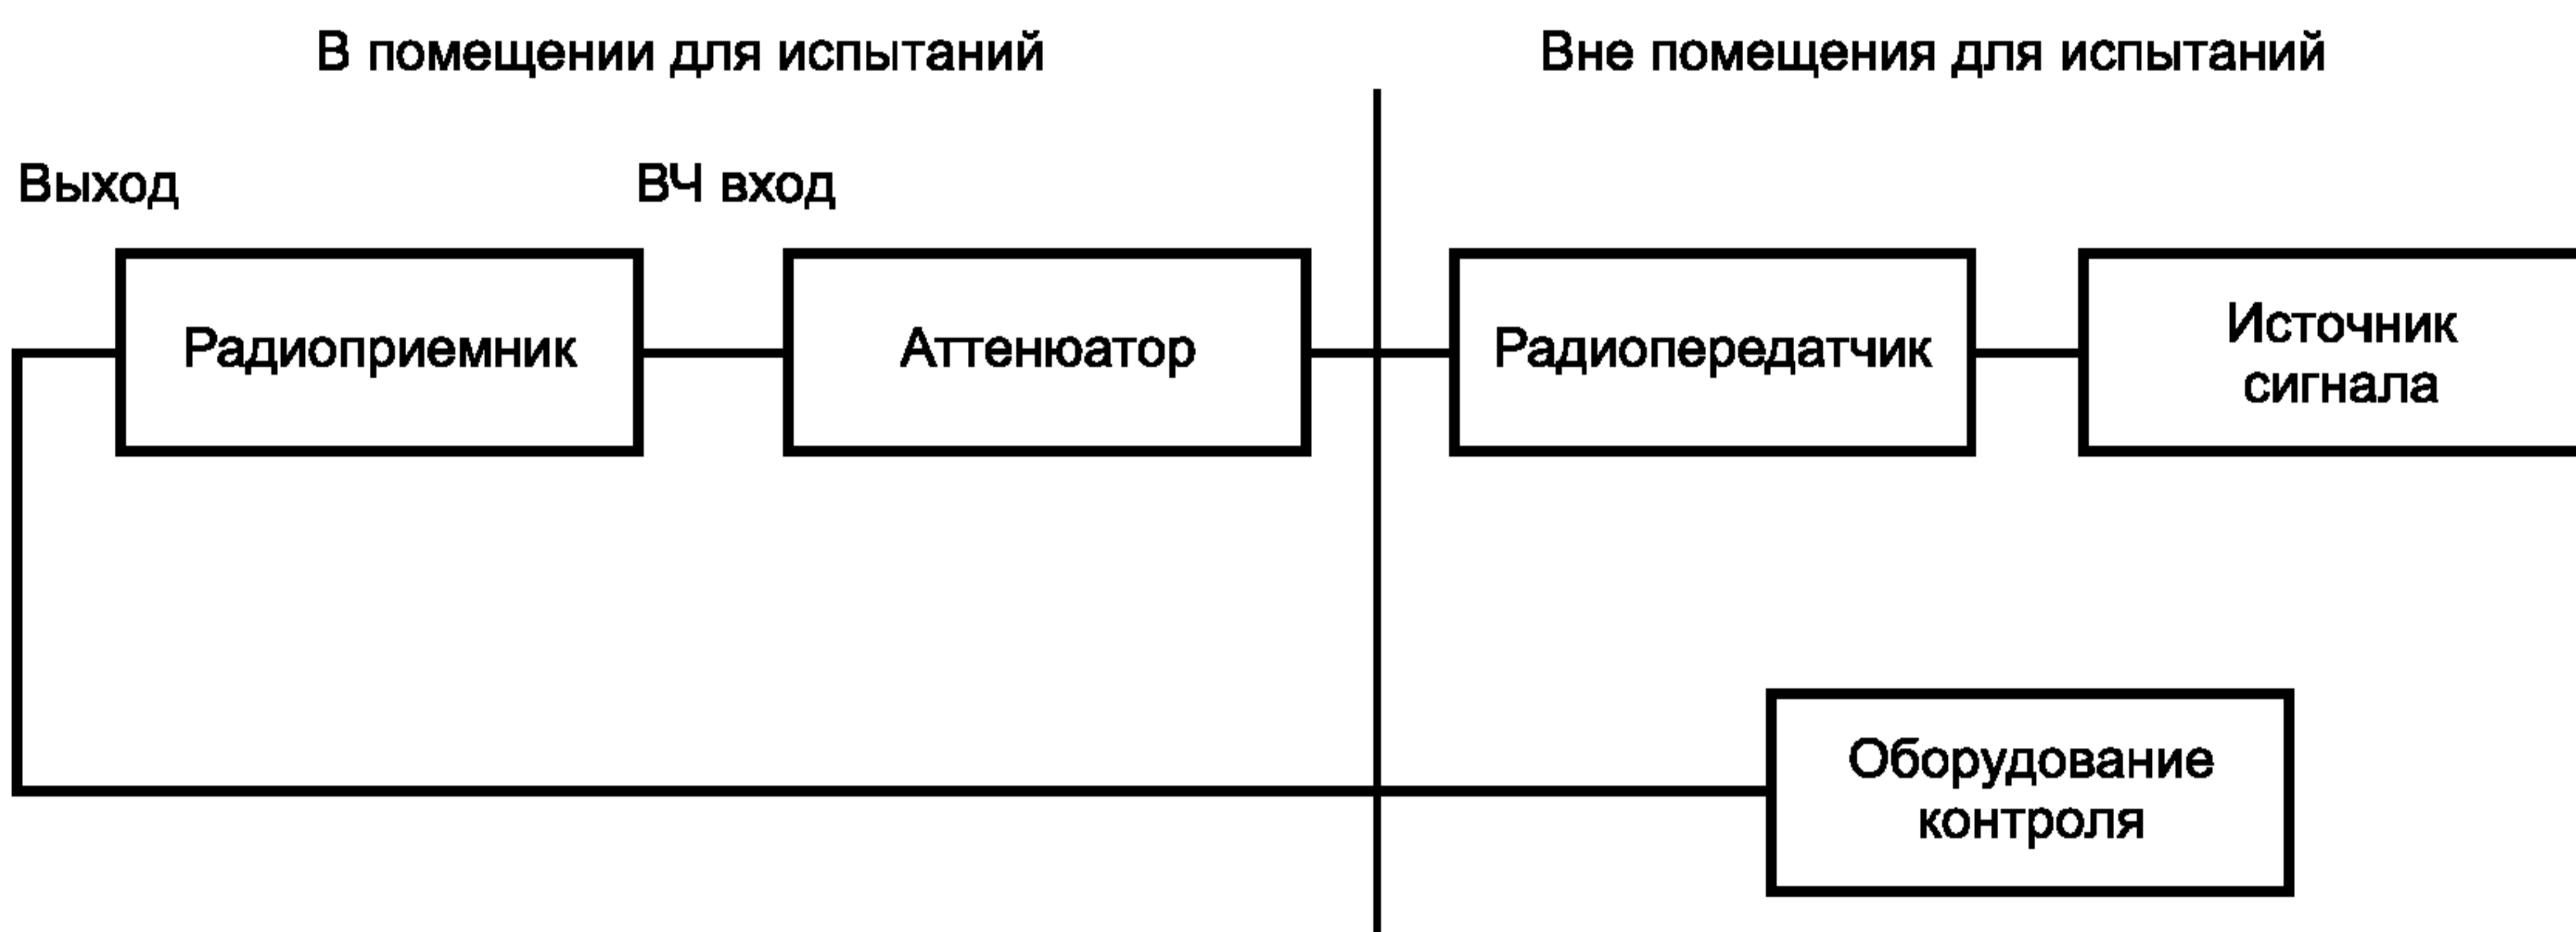 В помещении для испытаний
Вне помещения для испытаний
Выход
ВЧ вход
Радиоприемник
Аттенюатор
Радиопередатчик
Источник
сигнала
Оборудование
контроля